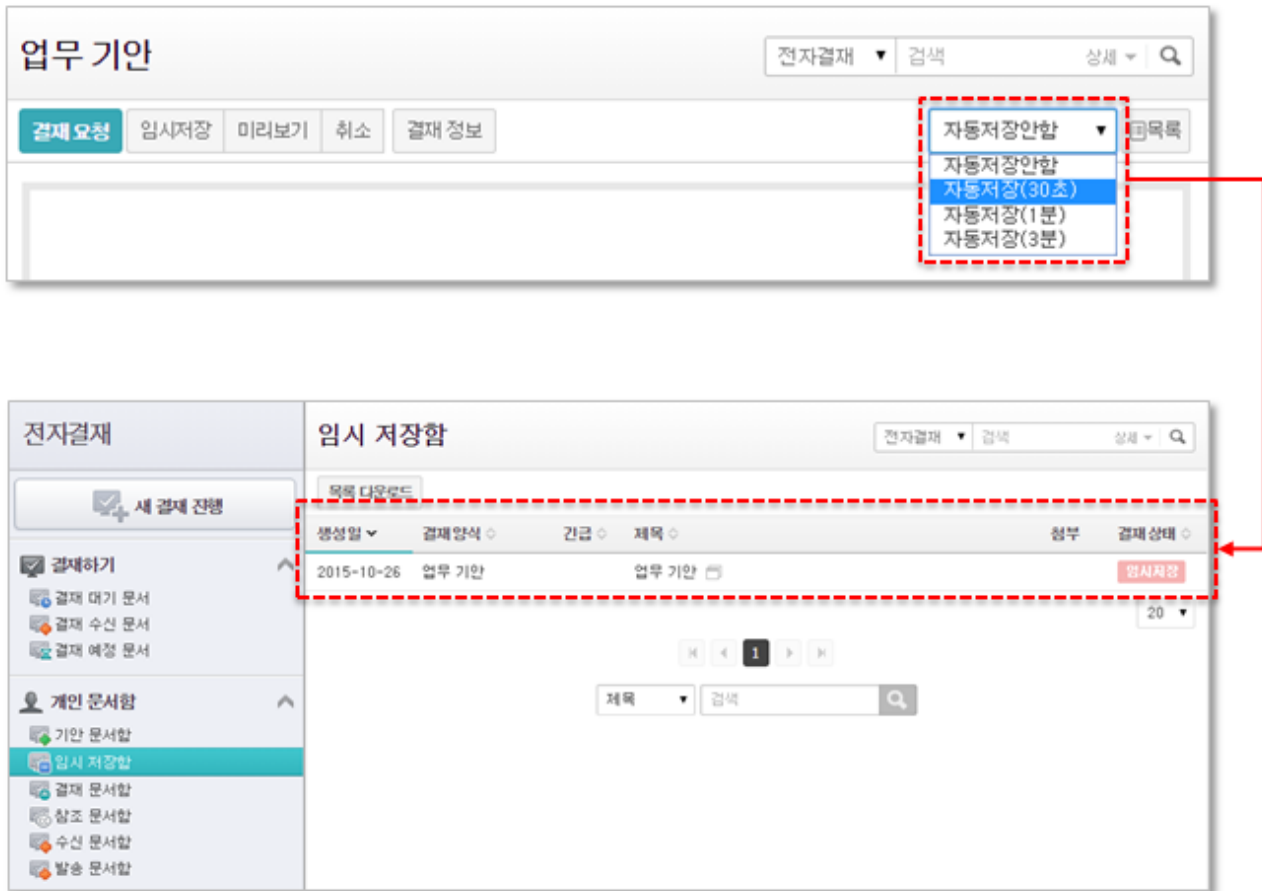 업무 기안
전자결재 검색 상세
결재 요청 임시저장 미리보기 취소 결재 정보 자동저장안함 목록
자동저장안함
자동저장(30초)
자동저장(1분)
자동저장(3분)
전자결재
새 결재 진행
결재하기
결재 대기 문서
결재 수신 문서
결재 예정 문서
개인 문서함
기안 문서함
임시 저장함
결재 문서함
참조 문서함
수신 문서함
발송 문서함
임시 저장함
전자결재 검색 상세
목록 다운로드
생성일 결재양식 긴급 제목 첨부 결재상태
2015-10-26 업무 기안 업무 기안 임시저장
20
1
제목 검색